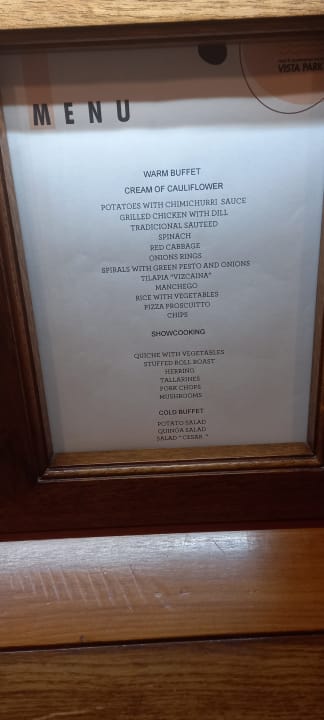 VISTA PARK
MENU
WARM BUFFET
CREAM OF CAULIFLOWER
POTATOES WITH CHIMICHURRI SAUCE
GRILLED CHICKEN WITH DILL
TRADICIONAL SAUTEED
SPINACH
RED CABBAGE
ONIONS RINGS
SPIRALS WITH GREEN PESTO AND ONIONS
TILAPIA "VIZCAINA"
MANCHEGO
RICE WITH VEGETABLES
PIZZA PROSCUITTO
CHIPS
SHOWCOOKING
QUICHE WITH VEGETABLES
STUFFED ROLL ROAST
HERRING
TALLARINES
PORK CHOPS
MUSHROOMS
COLD BUFFET
POTATO SALAD
QUINOA SALAD
SALAD " CESAR "